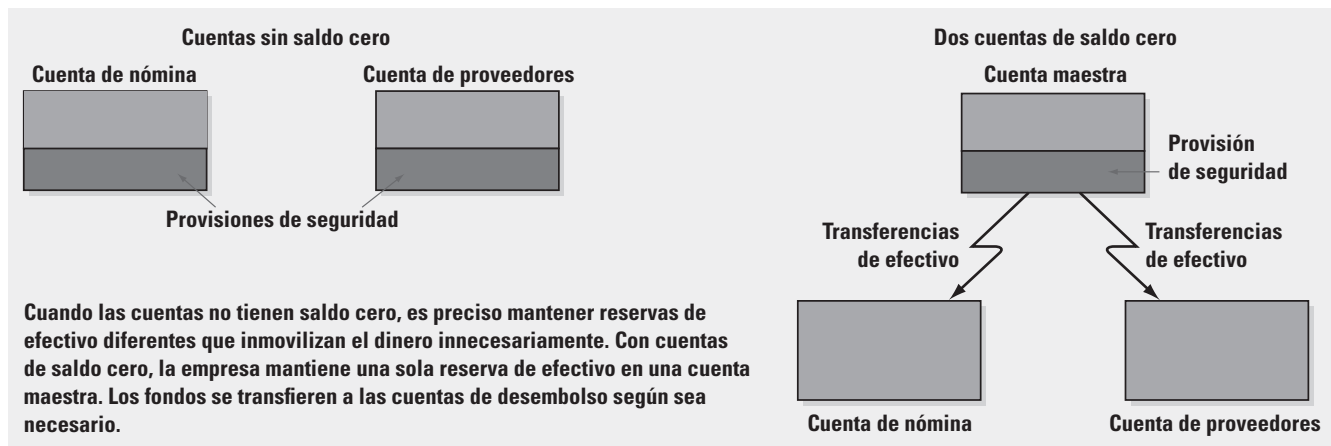 Cuentas sin saldo cero
Cuenta de nómina
Cuenta de proveedores
Provisiones de seguridad
Cuando las cuentas no tienen saldo cero, es preciso mantener reservas de
efectivo diferentes que inmovilizan el dinero innecesariamente. Con cuentas
de saldo cero, la empresa mantiene una sola reserva de efectivo en una cuenta
maestra. Los fondos se transfieren a las cuentas de desembolso según sea
necesario.
Dos cuentas de saldo cero
Cuenta maestra
Provisión
de seguridad
Transferencias
de efectivo
Transferencias
de efectivo
Cuenta de nómina
Cuenta de proveedores